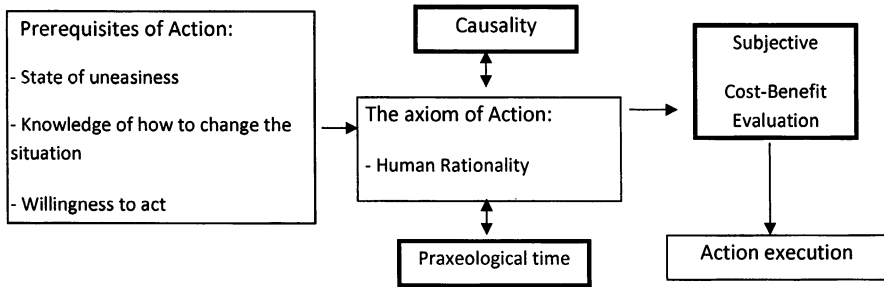 Prerequisites of Action:
- State of uneasiness
- Knowledge of how to change the
situation
- Willingness to act
Causality
The axiom of Action:
- Human Rationality
Praxeological time
Subjective
Cost-Benefit
Evaluation
Action execution